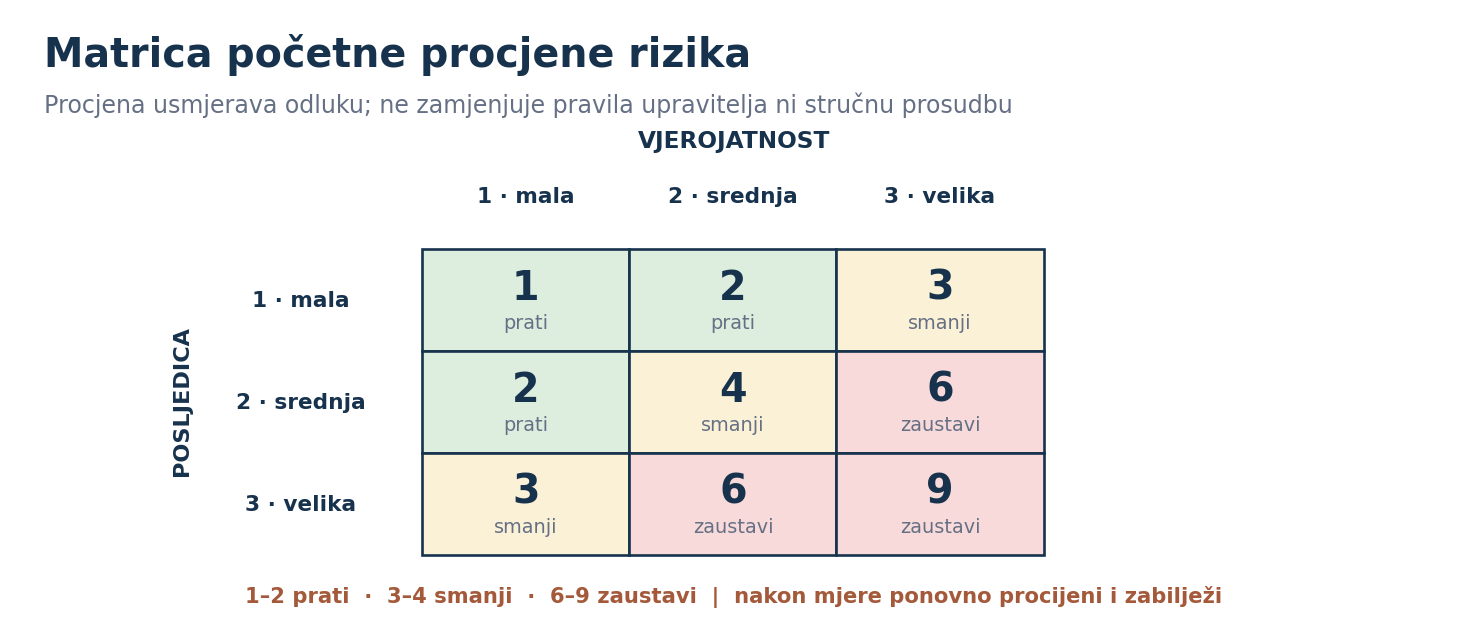 Matrica početne procjene rizika
Procjena usmjerava odluku; ne zamjenjuje pravila upravitelja ni stručnu prosudbu
VJEROJATNOST
1 · mala 2 · srednja 3 · velika
POSLJEDICA
1 · mala 1 2 3
prati prati smanji
2 · srednja 2 4 6
prati smanji zaustavi
3 · velika 3 6 9
smanji zaustavi zaustavi
1–2 prati · 3–4 smanji · 6–9 zaustavi | nakon mjere ponovno procijeni i zabilježi